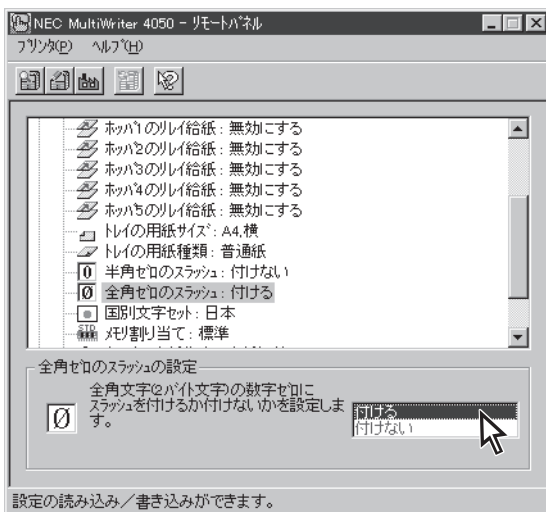 NEC MultiWriter 4050 - リモートパネル
プリンタ(P) ヘルプ(H)
ホッパ1のリレイ給紙 : 無効にする
ホッパ2のリレイ給紙 : 無効にする
ホッパ3のリレイ給紙 : 無効にする
ホッパ4のリレイ給紙 : 無効にする
ホッパ5のリレイ給紙 : 無効にする
トレイの用紙サイズ : A4,横
トレイの用紙種類 : 普通紙
0 半角ゼロのスラッシュ : 付けない
Ø 全角ゼロのスラッシュ : 付ける
国別文字セット : 日本
STD メモリ割り当て : 標準
全角ゼロのスラッシュの設定
Ø 全角文字(2バイト文字)の数字ゼロに
スラッシュを付けるか付けないかを設定しま
す。
付ける
付けない
設定の読み込み/書き込みができます。